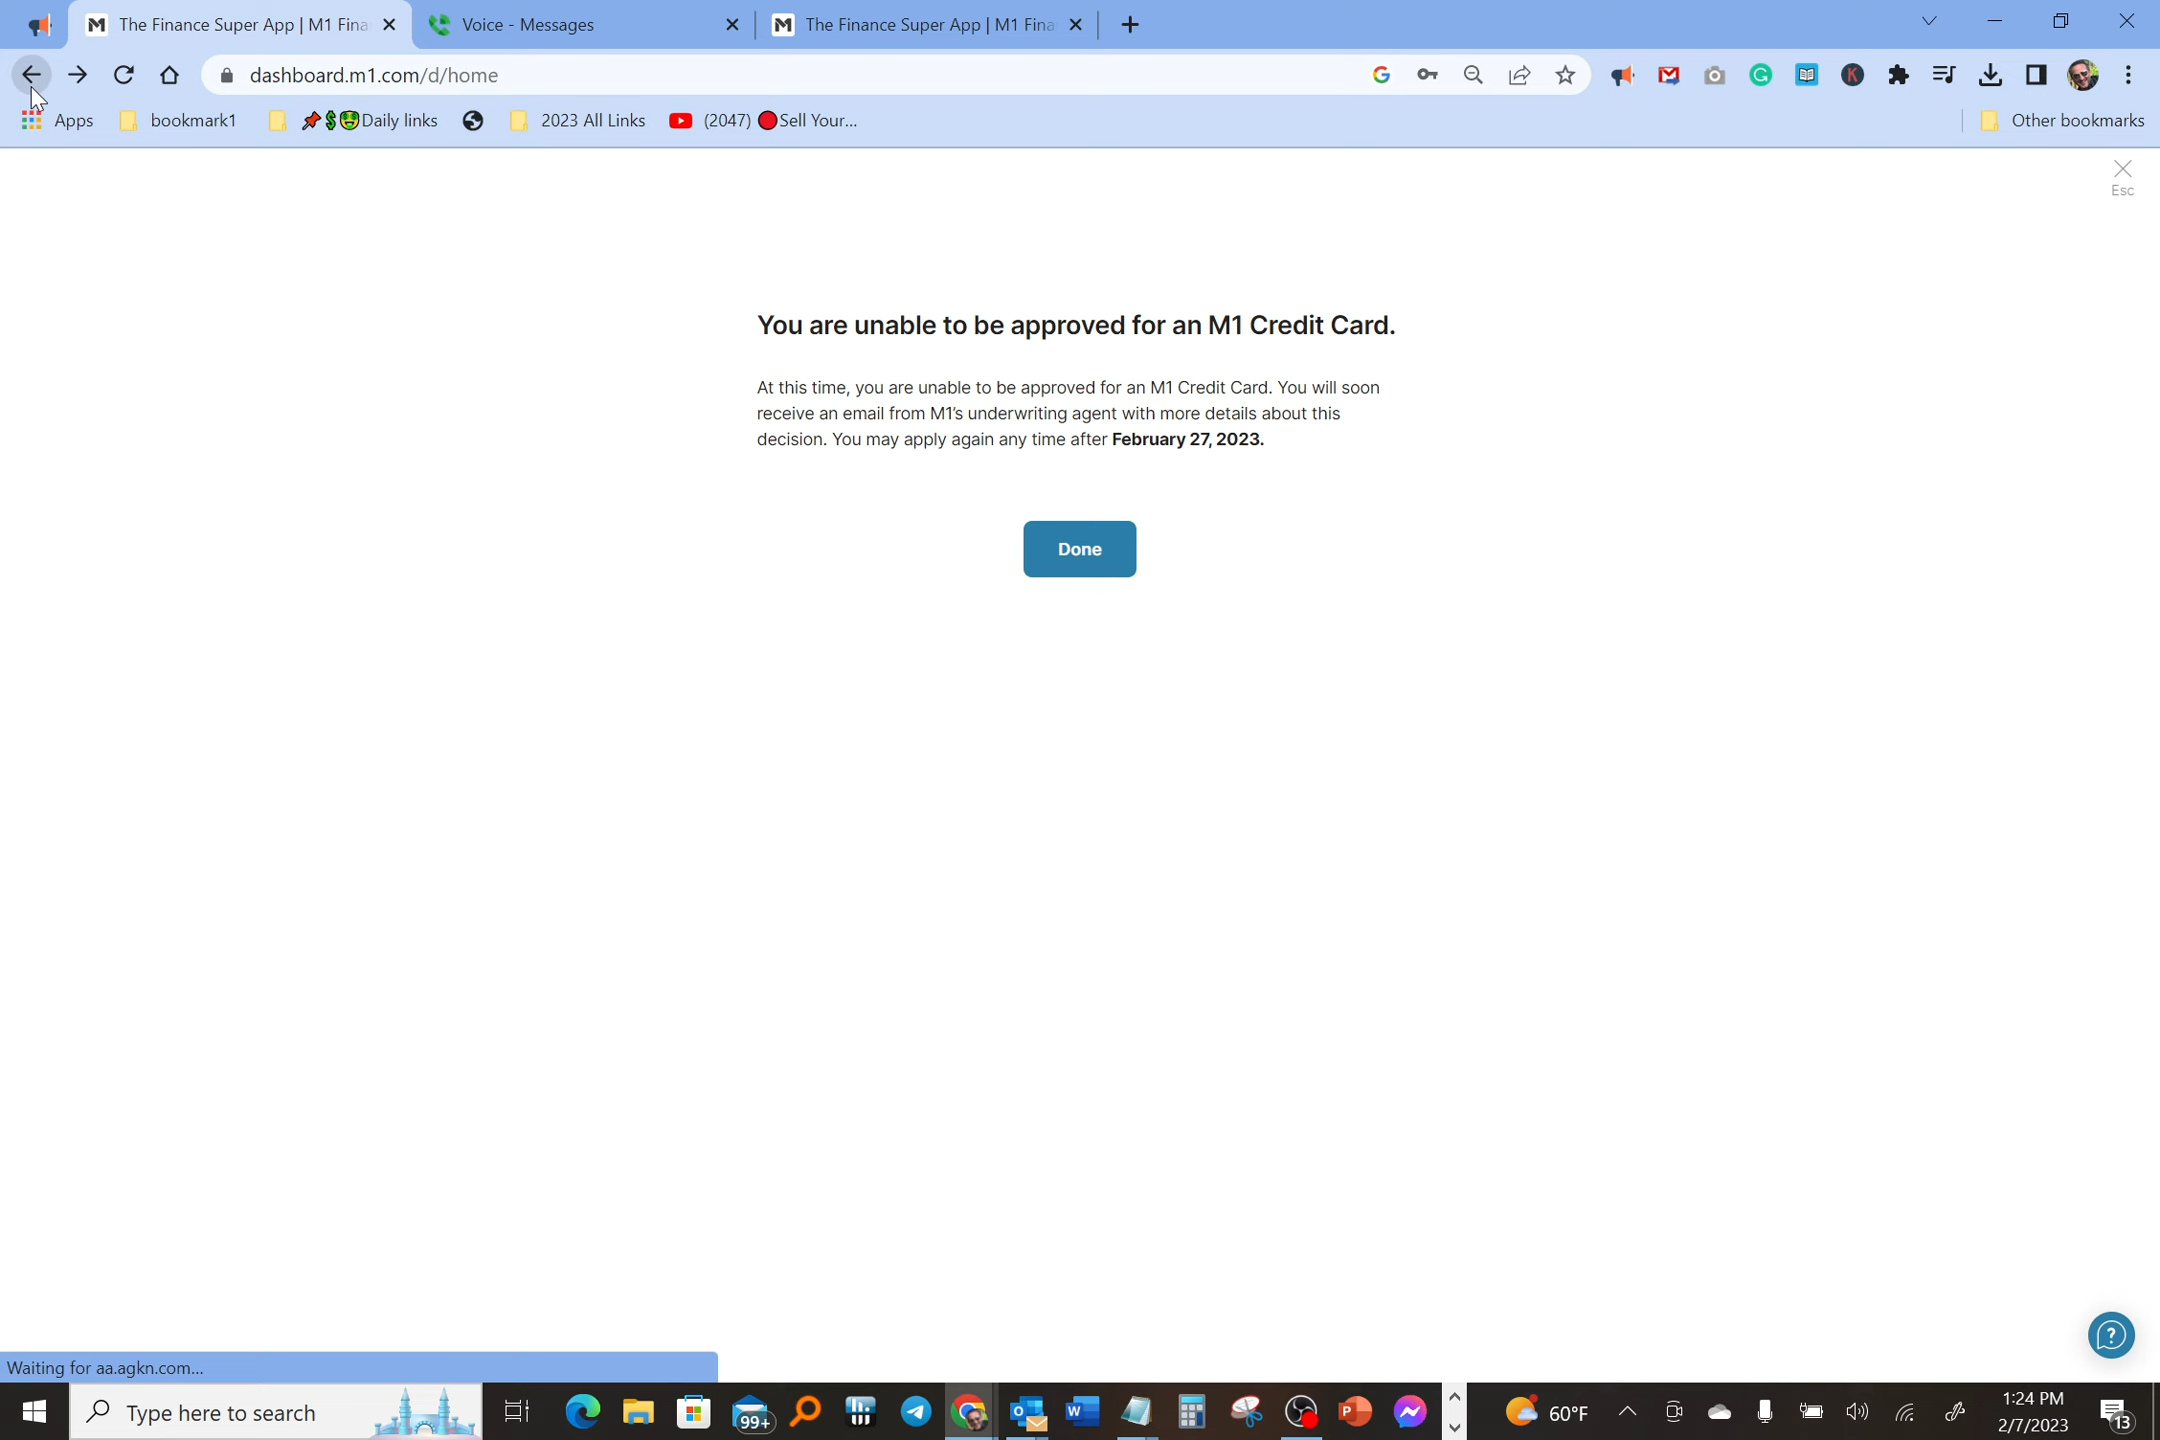 The Finance Super App | M1 Fina
Voice - Messages
The Finance Super App | M1 Fina
dashboard.m1.com/d/home
Apps
bookmark1
Daily links
2023 All Links
(2047) 🔴Sell Your...
Other bookmarks
Esc
You are unable to be approved for an M1 Credit Card.
At this time, you are unable to be approved for an M1 Credit Card. You will soon
receive an email from M1's underwriting agent with more details about this
decision. You may apply again any time after February 27, 2023.
Done
Waiting for aa.agkn.com...
Type here to search
99+
60°F
1:24 PM
2/7/2023
13